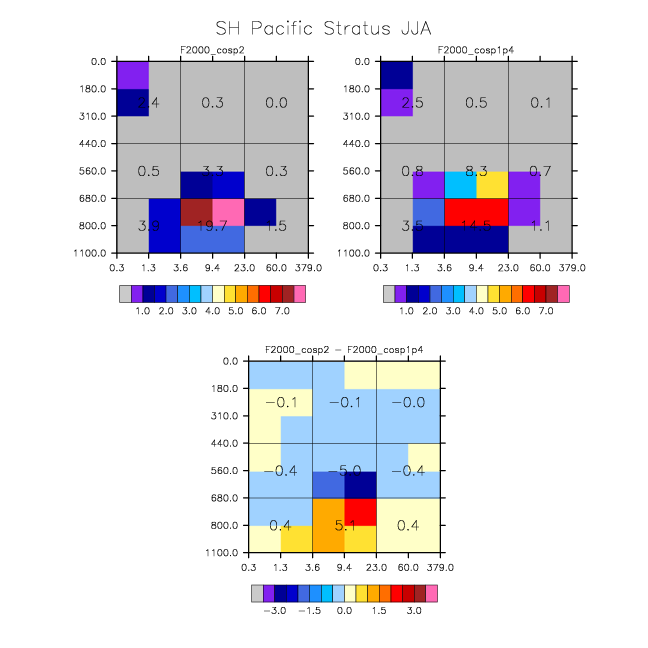 SH Pacific Stratus JJA
F2000_cosp2
0.0
180.0
310.0
440.0
560.0
680.0
800.0
1100.0
2.4 0.3 0.0
0.5 3.3 0.3
3.9 19.7 1.5
0.3 1.3 3.6 9.4 23.0 60.0 379.0
1.0 2.0 3.0 4.0 5.0 6.0 7.0
F2000_cosp1p4
0.0
180.0
310.0
440.0
560.0
680.0
800.0
1100.0
2.5 0.5 0.1
0.8 8.3 0.7
3.5 14.5 1.1
0.3 1.3 3.6 9.4 23.0 60.0 379.0
1.0 2.0 3.0 4.0 5.0 6.0 7.0
F2000_cosp2 − F2000_cosp1p4
0.0
180.0
310.0
440.0
560.0
680.0
800.0
1100.0
−0.1 −0.1 −0.0
−0.4 −5.0 −0.4
0.4 5.1 0.4
0.3 1.3 3.6 9.4 23.0 60.0 379.0
−3.0 −1.5 0.0 1.5 3.0